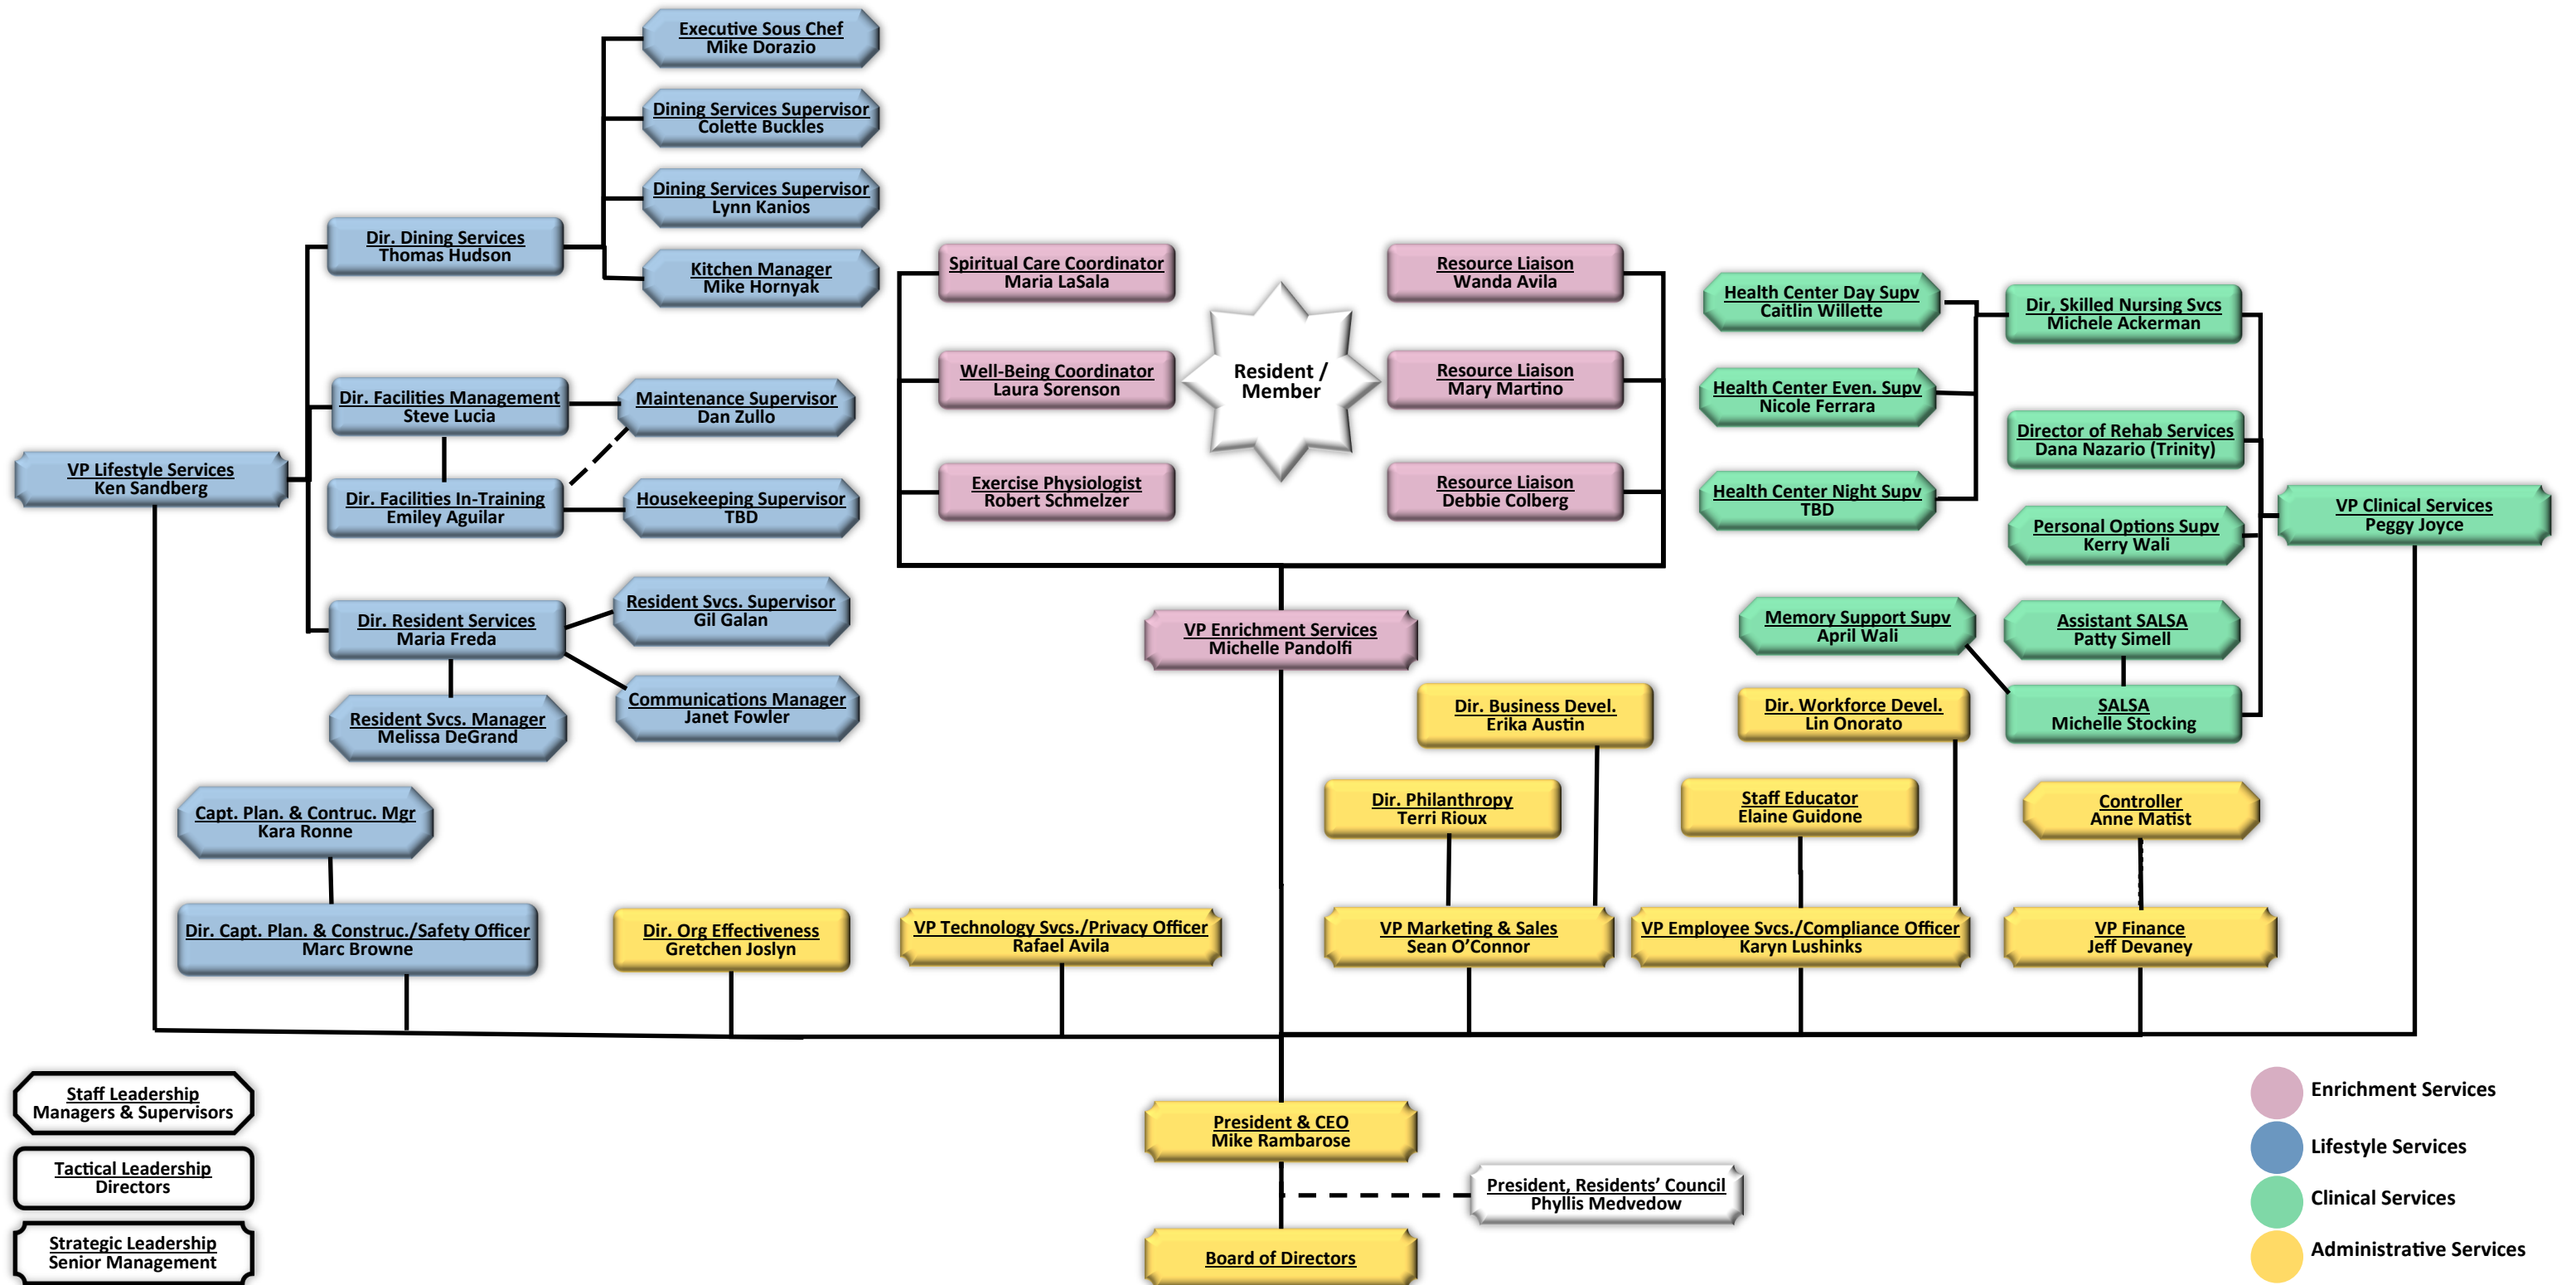 Executive Sous Chef
Mike Dorazio
Dining Services Supervisor
Colette Buckles
Dining Services Supervisor
Lynn Kanios
Dir. Dining Services
Thomas Hudson
Kitchen Manager
Mike Hornyak
Dir. Facilities Management
Steve Lucia
Maintenance Supervisor
Dan Zullo
VP Lifestyle Services
Ken Sandberg
Dir. Facilities In-Training
Emiley Aguilar
Housekeeping Supervisor
TBD
Resident Svcs. Supervisor
Gil Galan
Dir. Resident Services
Maria Freda
Communications Manager
Janet Fowler
Resident Svcs. Manager
Melissa DeGrand
Capt. Plan. & Contruc. Mgr
Kara Ronne
Dir. Capt. Plan. & Construc./Safety Officer
Marc Browne
Dir. Org Effectiveness
Gretchen Joslyn
VP Technology Svcs./Privacy Officer
Rafael Avila
Spiritual Care Coordinator
Maria LaSala
Well-Being Coordinator
Laura Sorenson
Exercise Physiologist
Robert Schmelzer
Resident /
Member
Resource Liaison
Wanda Avila
Resource Liaison
Mary Martino
Resource Liaison
Debbie Colberg
VP Enrichment Services
Michelle Pandolfi
Health Center Day Supv
Caitlin Willette
Health Center Even. Supv
Nicole Ferrara
Health Center Night Supv
TBD
Dir, Skilled Nursing Svcs
Michele Ackerman
Director of Rehab Services
Dana Nazario (Trinity)
Personal Options Supv
Kerry Wali
VP Clinical Services
Peggy Joyce
Memory Support Supv
April Wali
Assistant SALSA
Patty Simell
SALSA
Michelle Stocking
Dir. Business Devel.
Erika Austin
Dir. Workforce Devel.
Lin Onorato
Dir. Philanthropy
Terri Rioux
Staff Educator
Elaine Guidone
Controller
Anne Matist
VP Marketing & Sales
Sean O'Connor
VP Employee Svcs./Compliance Officer
Karyn Lushinks
VP Finance
Jeff Devaney
President & CEO
Mike Rambarose
President, Residents' Council
Phyllis Medvedow
Board of Directors
Staff Leadership
Managers & Supervisors
Tactical Leadership
Directors
Strategic Leadership
Senior Management
Enrichment Services
Lifestyle Services
Clinical Services
Administrative Services